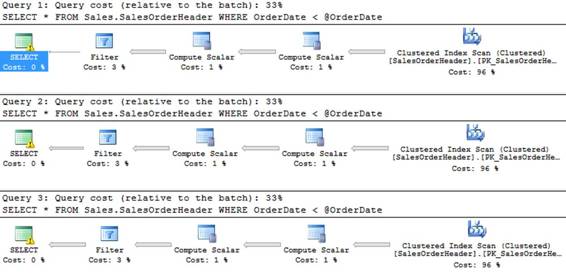 Query 1: Query cost (relative to the batch): 33%
SELECT * FROM Sales.SalesOrderHeader WHERE OrderDate < @OrderDate
SELECT Filter Compute Scalar Compute Scalar Clustered Index Scan (Clustered)
Cost: 0 % Cost: 3 % Cost: 1 % Cost: 1 % [SalesOrderHeader].[PK_SalesOrderHe…
Cost: 96 %
Query 2: Query cost (relative to the batch): 33%
SELECT * FROM Sales.SalesOrderHeader WHERE OrderDate < @OrderDate
SELECT Filter Compute Scalar Compute Scalar Clustered Index Scan (Clustered)
Cost: 0 % Cost: 3 % Cost: 1 % Cost: 1 % [SalesOrderHeader].[PK_SalesOrderHe…
Cost: 96 %
Query 3: Query cost (relative to the batch): 33%
SELECT * FROM Sales.SalesOrderHeader WHERE OrderDate < @OrderDate
SELECT Filter Compute Scalar Compute Scalar Clustered Index Scan (Clustered)
Cost: 0 % Cost: 3 % Cost: 1 % Cost: 1 % [SalesOrderHeader].[PK_SalesOrderHe…
Cost: 96 %